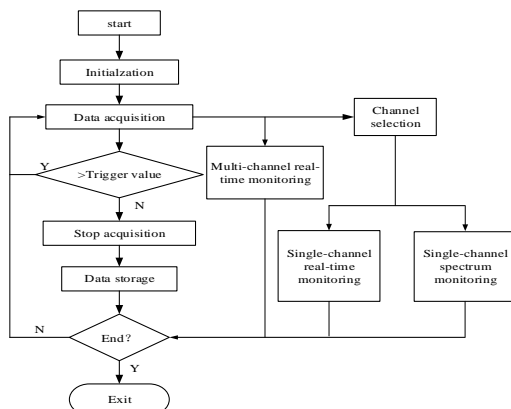 start
Initialzation
Data acquisition
Channel
selection
Y
>Trigger value
Multi-channel real-
time monitoring
N
Stop acquisition
Single-channel
real-time
monitoring
Single-channel
spectrum
monitoring
Data storage
N
End?
Y
Exit